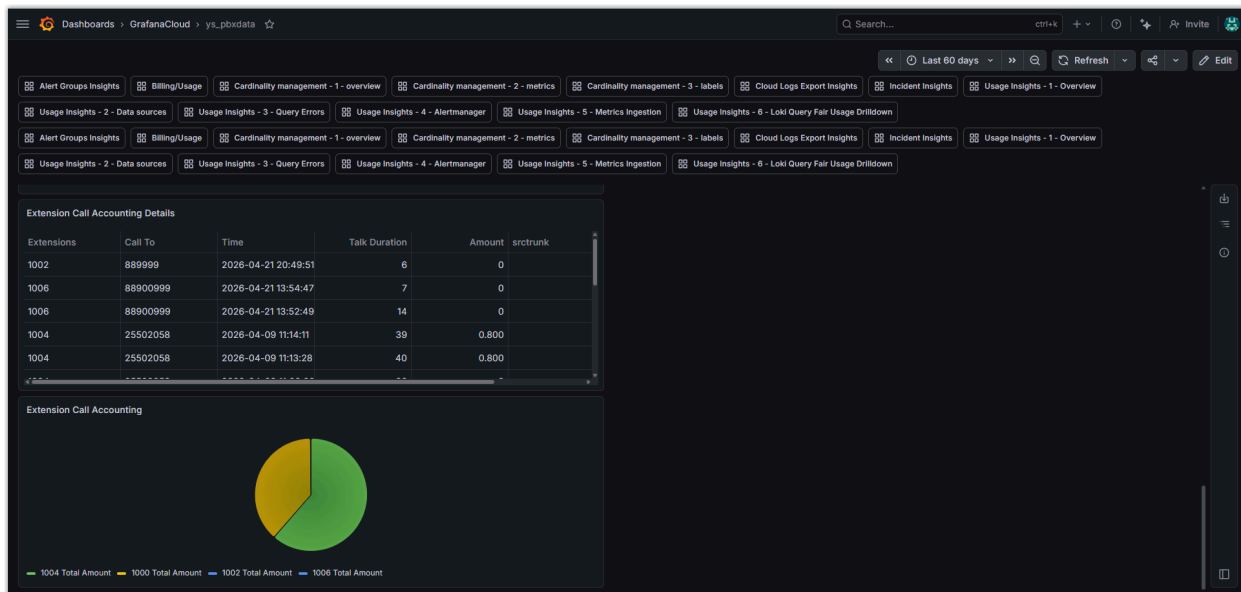 Dashboards › GrafanaCloud › ys_pbxdata
Search... ctrl+k
Invite
Last 60 days
Refresh
Edit
Alert Groups Insights
Billing/Usage
Cardinality management - 1 - overview
Cardinality management - 2 - metrics
Cardinality management - 3 - labels
Cloud Logs Export Insights
Incident Insights
Usage Insights - 1 - Overview
Usage Insights - 2 - Data sources
Usage Insights - 3 - Query Errors
Usage Insights - 4 - Alertmanager
Usage Insights - 5 - Metrics Ingestion
Usage Insights - 6 - Loki Query Fair Usage Drilldown
Alert Groups Insights
Billing/Usage
Cardinality management - 1 - overview
Cardinality management - 2 - metrics
Cardinality management - 3 - labels
Cloud Logs Export Insights
Incident Insights
Usage Insights - 1 - Overview
Usage Insights - 2 - Data sources
Usage Insights - 3 - Query Errors
Usage Insights - 4 - Alertmanager
Usage Insights - 5 - Metrics Ingestion
Usage Insights - 6 - Loki Query Fair Usage Drilldown
Extension Call Accounting Details
Extensions Call To Time Talk Duration Amount srctrunk
1002 889999 2026-04-21 20:49:51 6 0
1006 88900999 2026-04-21 13:54:47 7 0
1006 88900999 2026-04-21 13:52:49 14 0
1004 25502058 2026-04-09 11:14:11 39 0.800
1004 25502058 2026-04-09 11:13:28 40 0.800
Extension Call Accounting
1004 Total Amount 1000 Total Amount 1002 Total Amount 1006 Total Amount